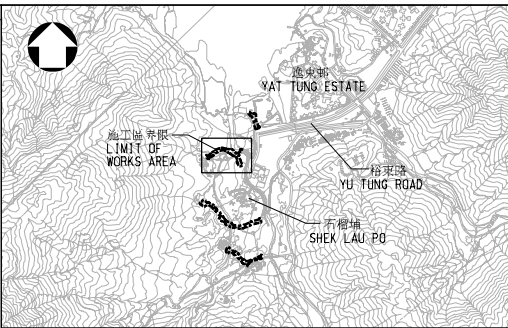 逸東邨
YAT TUNG ESTATE
施工區界限
LIMIT OF
WORKS AREA
裕東路
YU TUNG ROAD
石榴埔
SHEK LAU PO